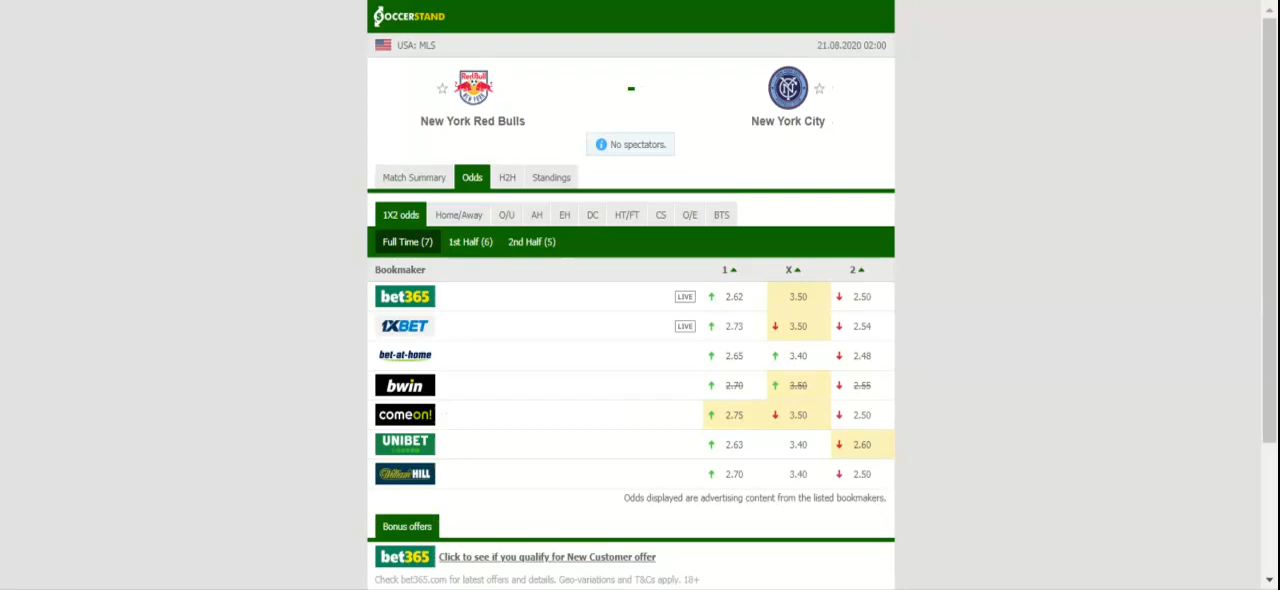 SOCCERSTAND
USA: MLS 21.08.2020 02:00
New York Red Bulls - New York City
No spectators.
Match Summary Odds H2H Standings
1X2 odds Home/Away O/U AH EH DC HT/FT CS O/E BTS
Full Time (7) 1st Half (6) 2nd Half (5)
Bookmaker 1 X 2
bet365 LIVE 2.62 3.50 2.50
1XBET LIVE 2.73 3.50 2.54
bet-at-home 2.65 3.40 2.48
bwin 2.70 3.50 2.55
comeon! 2.75 3.50 2.50
UNIBET 2.63 3.40 2.60
William HILL 2.70 3.40 2.50
Odds displayed are advertising content from the listed bookmakers.
Bonus offers
bet365 Click to see if you qualify for New Customer offer
Check bet365.com for latest offers and details. Geo-variations and T&Cs apply. 18+